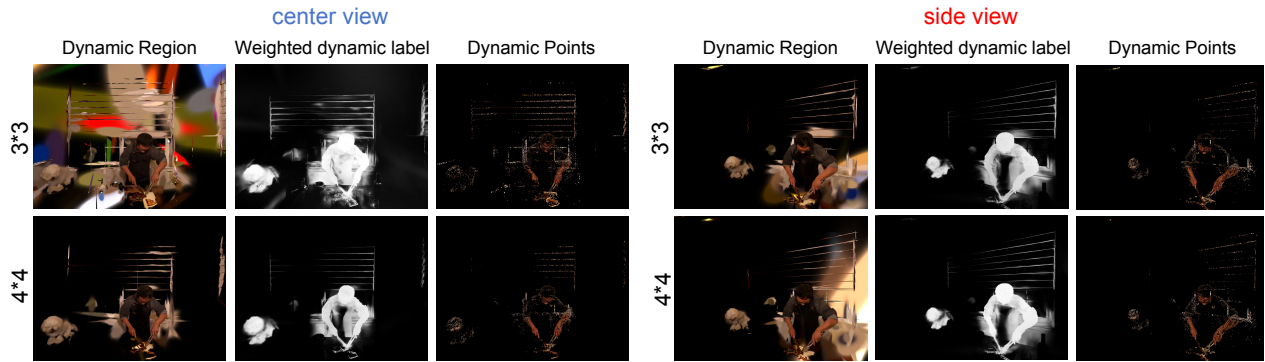 center view
side view
Dynamic Region Weighted dynamic label Dynamic Points
Dynamic Region Weighted dynamic label Dynamic Points
3*3
3*3
4*4
4*4